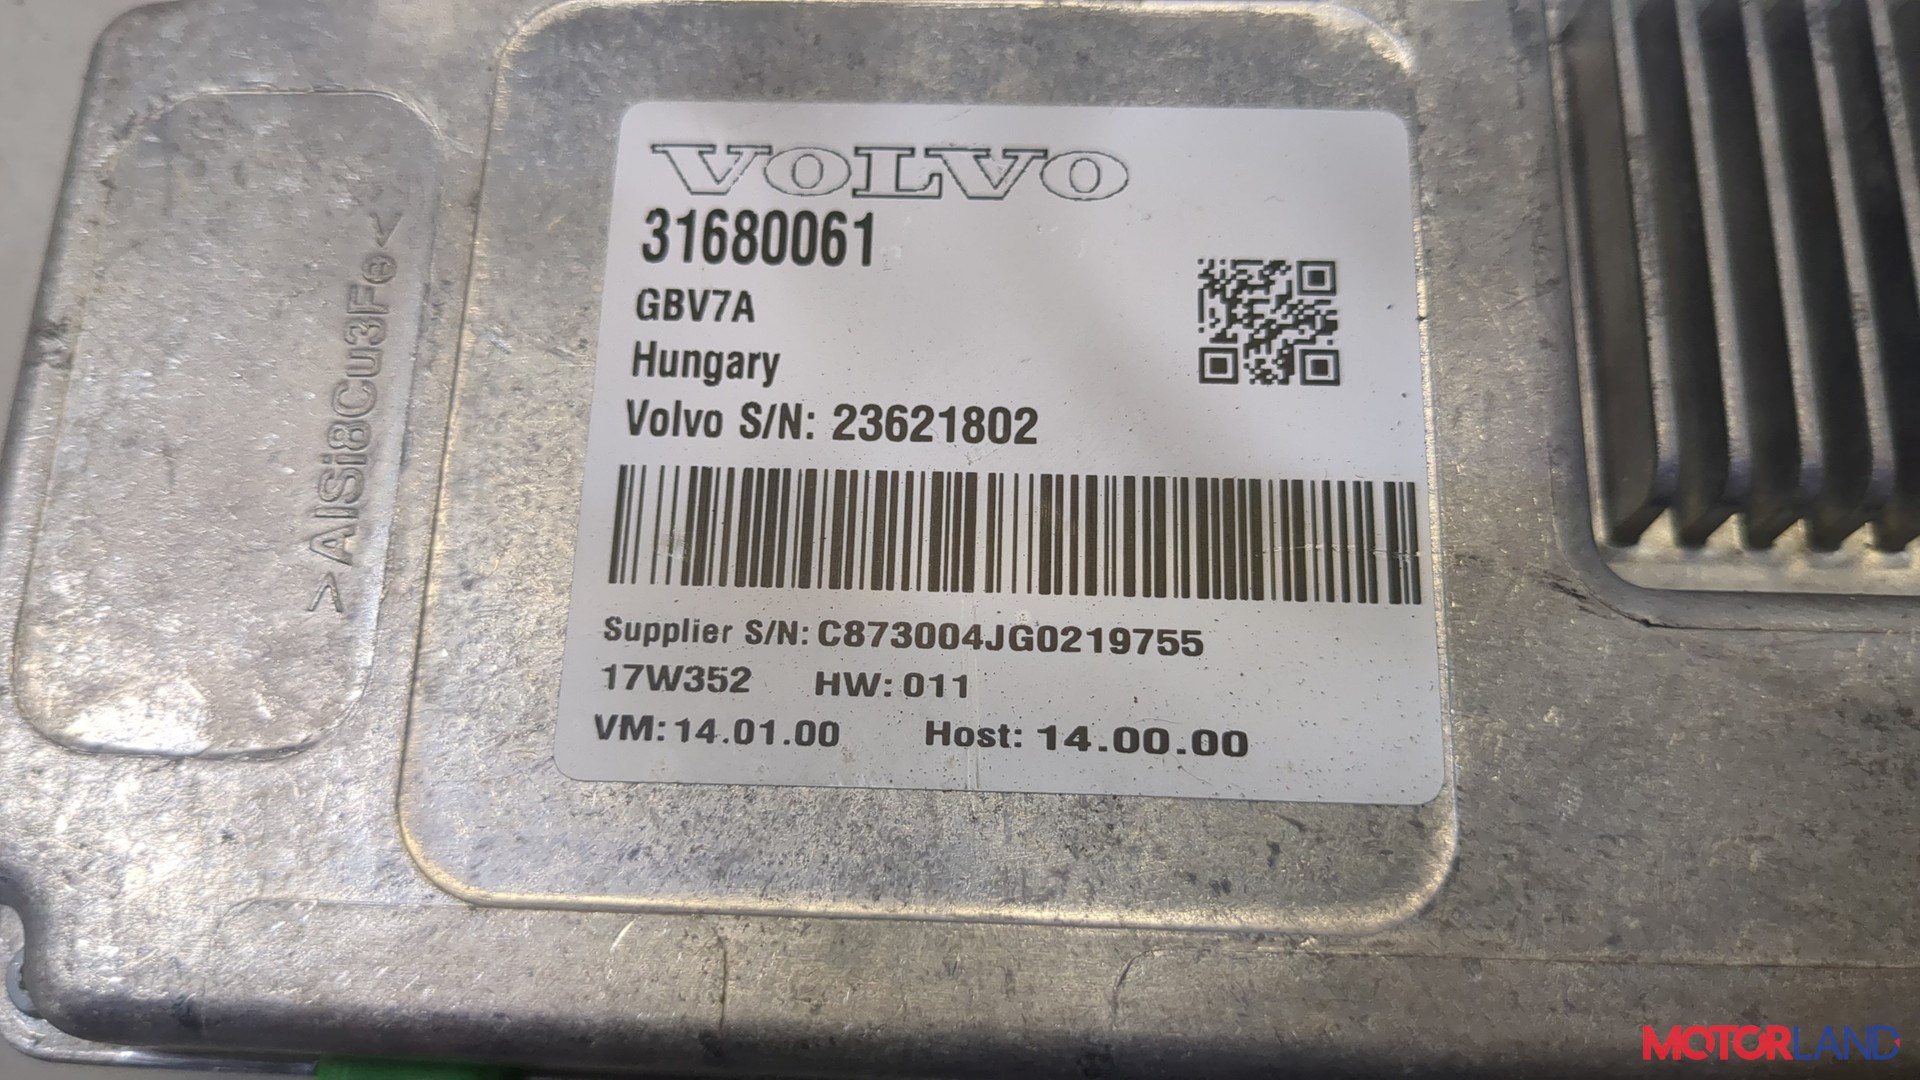 VOLVO
31680061
GBV7A
Hungary
Volvo S/N: 23621802
Supplier S/N: C873004JG0219755
17W352 HW: 011
VM: 14.01.00 Host: 14.00.00
>AlSi8Cu3Fe<
MOTORLAND